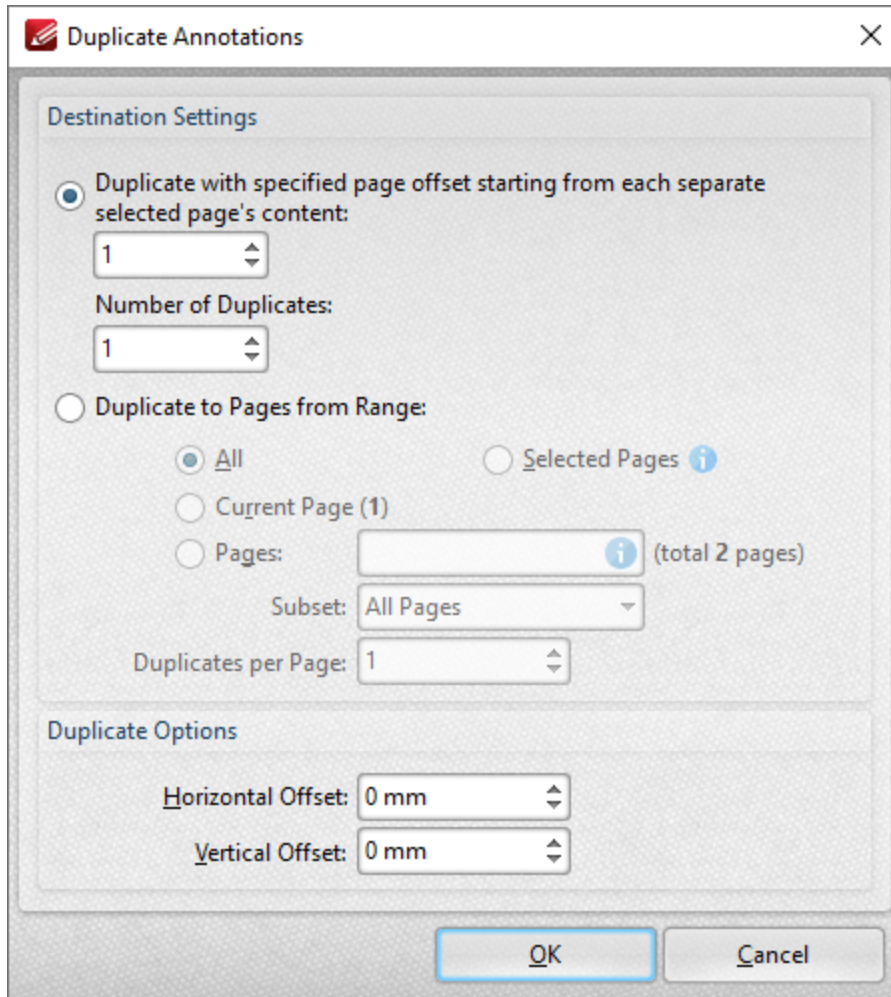 Duplicate Annotations
Destination Settings
Duplicate with specified page offset starting from each separate
selected page's content:
1
Number of Duplicates:
1
Duplicate to Pages from Range:
All Selected Pages
Current Page (1)
Pages: (total 2 pages)
Subset: All Pages
Duplicates per Page: 1
Duplicate Options
Horizontal Offset: 0 mm
Vertical Offset: 0 mm
OK Cancel